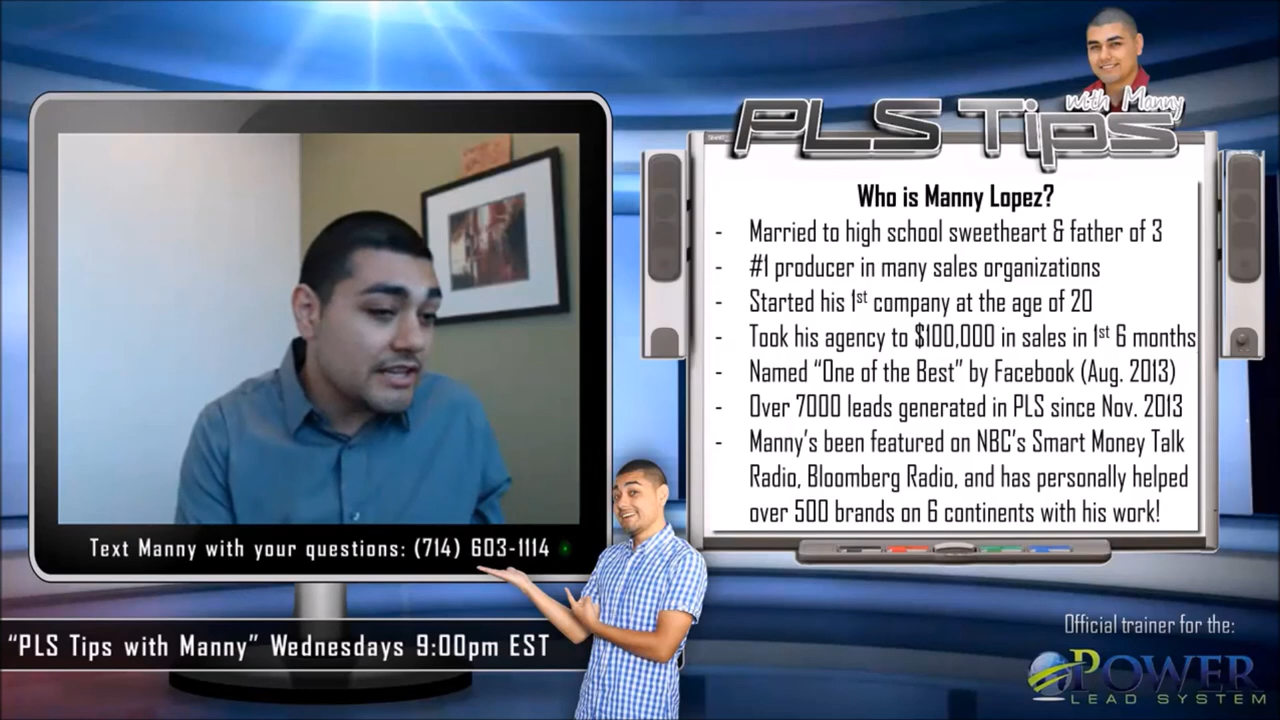 PLS Tips
with Manny
Who is Manny Lopez?
- Married to high school sweetheart & father of 3
- #1 producer in many sales organizations
- Started his 1st company at the age of 20
- Took his agency to $100,000 in sales in 1st 6 months
- Named “One of the Best” by Facebook (Aug. 2013)
- Over 7000 leads generated in PLS since Nov. 2013
- Manny’s been featured on NBC’s Smart Money Talk
Radio, Bloomberg Radio, and has personally helped
over 500 brands on 6 continents with his work!
Text Manny with your questions: (714) 603-1114
“PLS Tips with Manny” Wednesdays 9:00pm EST
Official trainer for the:
POWER
LEAD SYSTEM